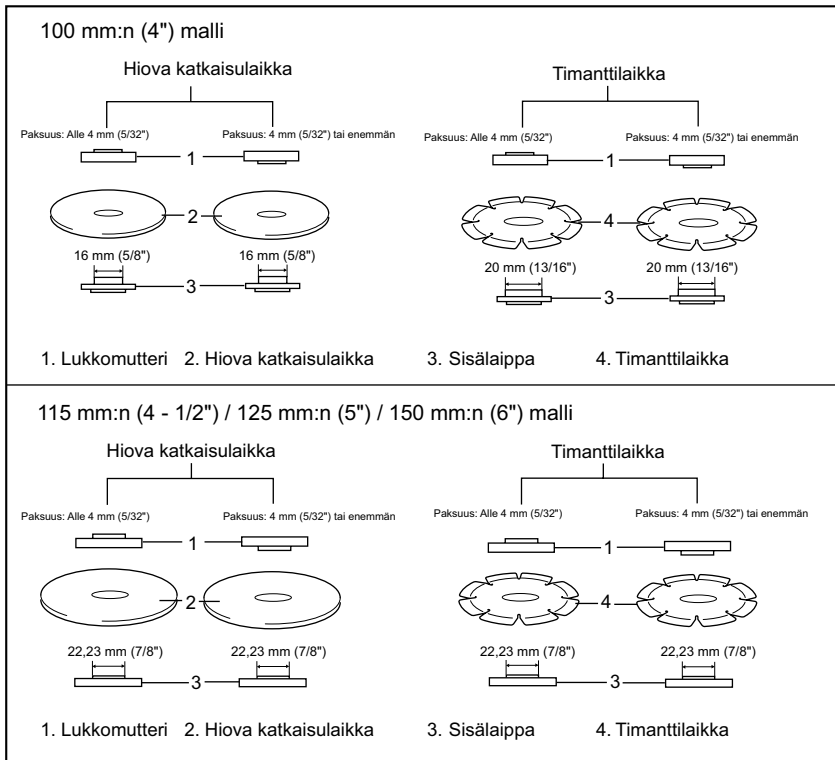 100 mm:n (4") malli
Hiova katkaisulaikka
Timanttilaikka
Paksuus: Alle 4 mm (5/32")
Paksuus: 4 mm (5/32") tai enemmän
Paksuus: Alle 4 mm (5/32")
Paksuus: 4 mm (5/32") tai enemmän
1
1
2
4
16 mm (5/8")
16 mm (5/8")
20 mm (13/16")
20 mm (13/16")
3
3
1. Lukkomutteri 2. Hiova katkaisulaikka 3. Sisälaippa 4. Timanttilaikka
115 mm:n (4 - 1/2") / 125 mm:n (5") / 150 mm:n (6") malli
Hiova katkaisulaikka
Timanttilaikka
Paksuus: Alle 4 mm (5/32")
Paksuus: 4 mm (5/32") tai enemmän
Paksuus: Alle 4 mm (5/32")
Paksuus: 4 mm (5/32") tai enemmän
1
1
2
4
22,23 mm (7/8")
22,23 mm (7/8")
22,23 mm (7/8")
22,23 mm (7/8")
3
3
1. Lukkomutteri 2. Hiova katkaisulaikka 3. Sisälaippa 4. Timanttilaikka